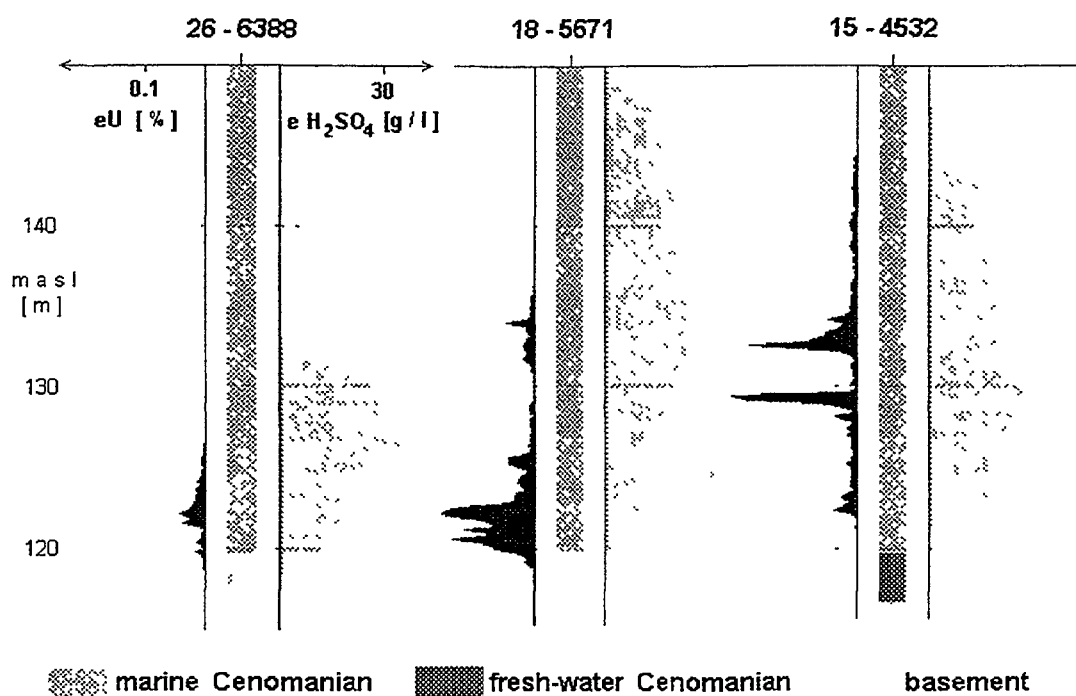 26 - 6388
18 - 5671
15 - 4532
0.1
30
eU [ % ]
e H₂SO₄ [g / l]
140
m a s l
[ m ]
130
120
marine Cenomanian
fresh-water Cenomanian
basement